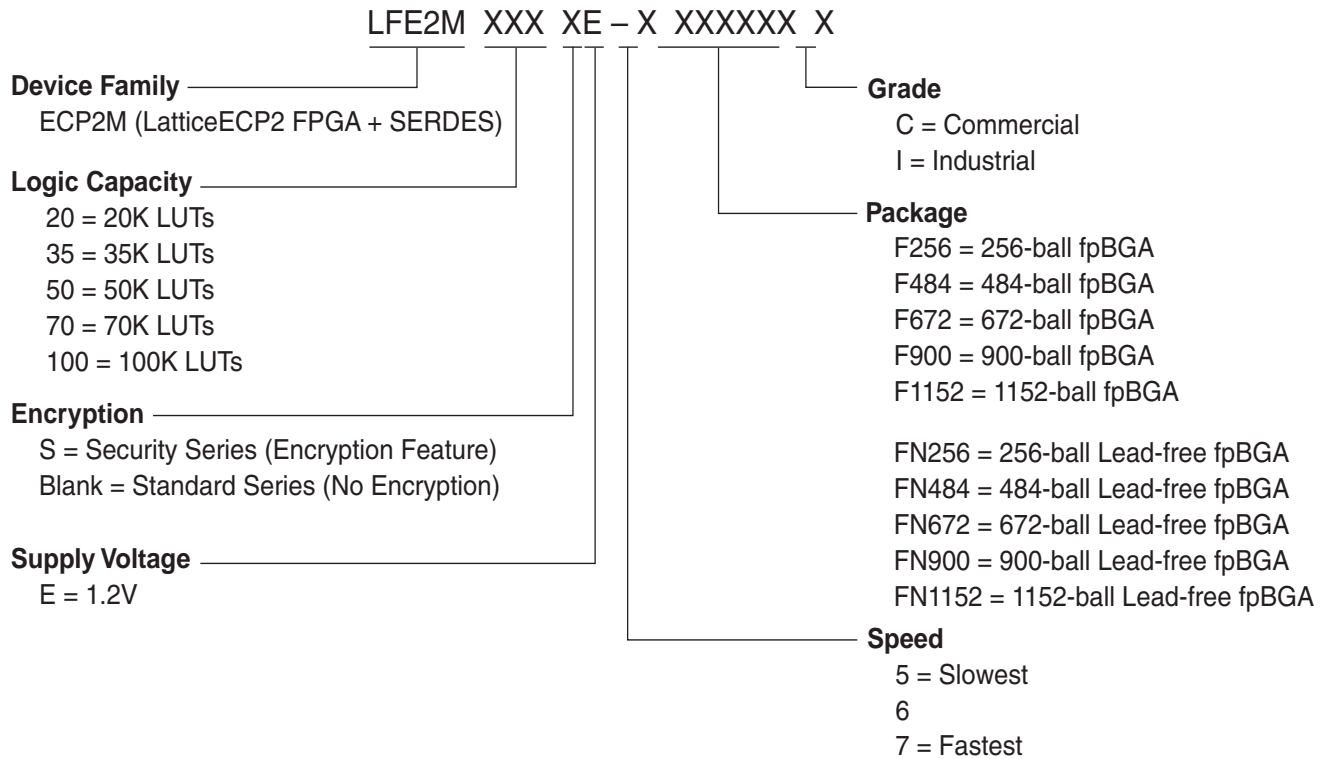 LFE2M XXX XE – X XXXXXX X
Device Family
ECP2M (LatticeECP2 FPGA + SERDES)
Logic Capacity
20 = 20K LUTs
35 = 35K LUTs
50 = 50K LUTs
70 = 70K LUTs
100 = 100K LUTs
Encryption
S = Security Series (Encryption Feature)
Blank = Standard Series (No Encryption)
Supply Voltage
E = 1.2V
Grade
C = Commercial
I = Industrial
Package
F256 = 256-ball fpBGA
F484 = 484-ball fpBGA
F672 = 672-ball fpBGA
F900 = 900-ball fpBGA
F1152 = 1152-ball fpBGA
FN256 = 256-ball Lead-free fpBGA
FN484 = 484-ball Lead-free fpBGA
FN672 = 672-ball Lead-free fpBGA
FN900 = 900-ball Lead-free fpBGA
FN1152 = 1152-ball Lead-free fpBGA
Speed
5 = Slowest
6
7 = Fastest